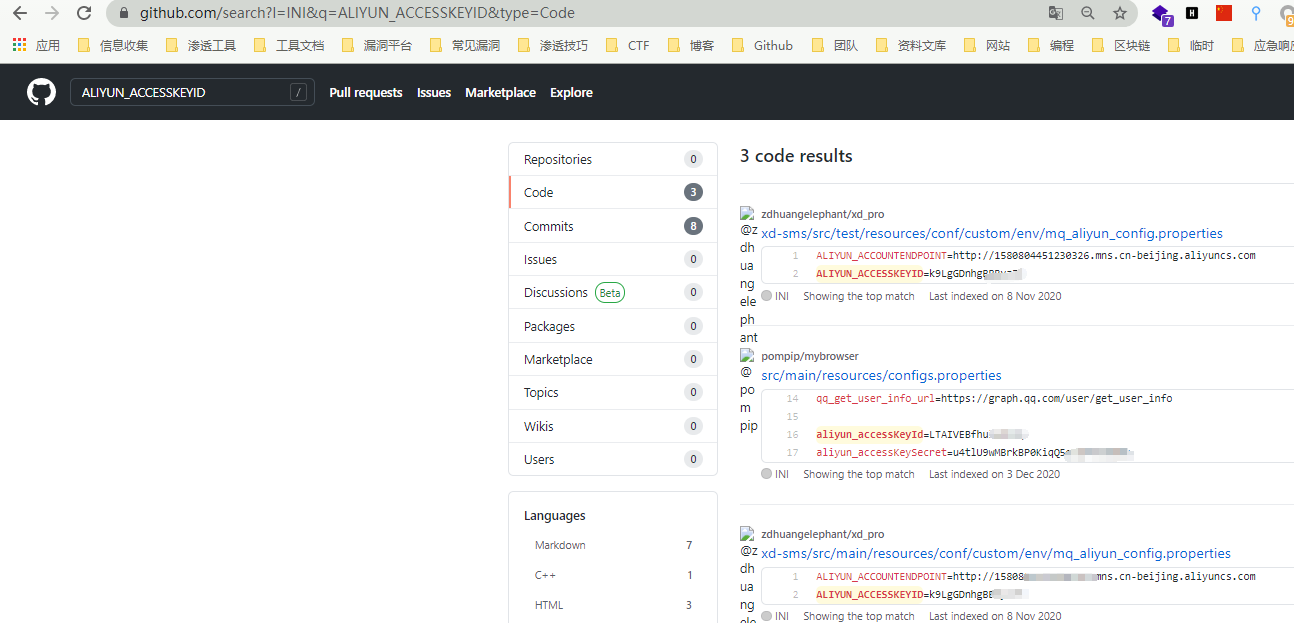 github.com/search?l=INI&q=ALIYUN_ACCESSKEYID&type=Code
7
H
9
应用 信息收集 渗透工具 工具文档 漏洞平台 常见漏洞 渗透技巧 CTF 博客 Github 团队 资料文库 网站 编程 区块链 临时 应急响应
ALIYUN_ACCESSKEYID / Pull requests Issues Marketplace Explore
Repositories 0
Code 3
Commits 8
Issues 0
Discussions Beta 0
Packages 0
Marketplace 0
Topics 0
Wikis 0
Users 0
Languages
Markdown 7
C++ 1
HTML 3
3 code results
@zdhuangelephant
zdhuangelephant/xd_pro
xd-sms/src/test/resources/conf/custom/env/mq_aliyun_config.properties
1 ALIYUN_ACCOUNTENDPOINT=http://1580804451230326.mns.cn-beijing.aliyuncs.com
2 ALIYUN_ACCESSKEYID=
INI Showing the top match Last indexed on 8 Nov 2020
@pompip
pompip/mybrowser
src/main/resources/configs.properties
14 qq_get_user_info_url=https://graph.qq.com/user/get_user_info
15
16 aliyun_accessKeyId=
17 aliyun_accessKeySecret=
INI Showing the top match Last indexed on 3 Dec 2020
@zdhuangele
zdhuangelephant/xd_pro
xd-sms/src/main/resources/conf/custom/env/mq_aliyun_config.properties
1 ALIYUN_ACCOUNTENDPOINT=http://15808 mns.cn-beijing.aliyuncs.com
2 ALIYUN_ACCESSKEYID=
INI Showing the top match Last indexed on 8 Nov 2020